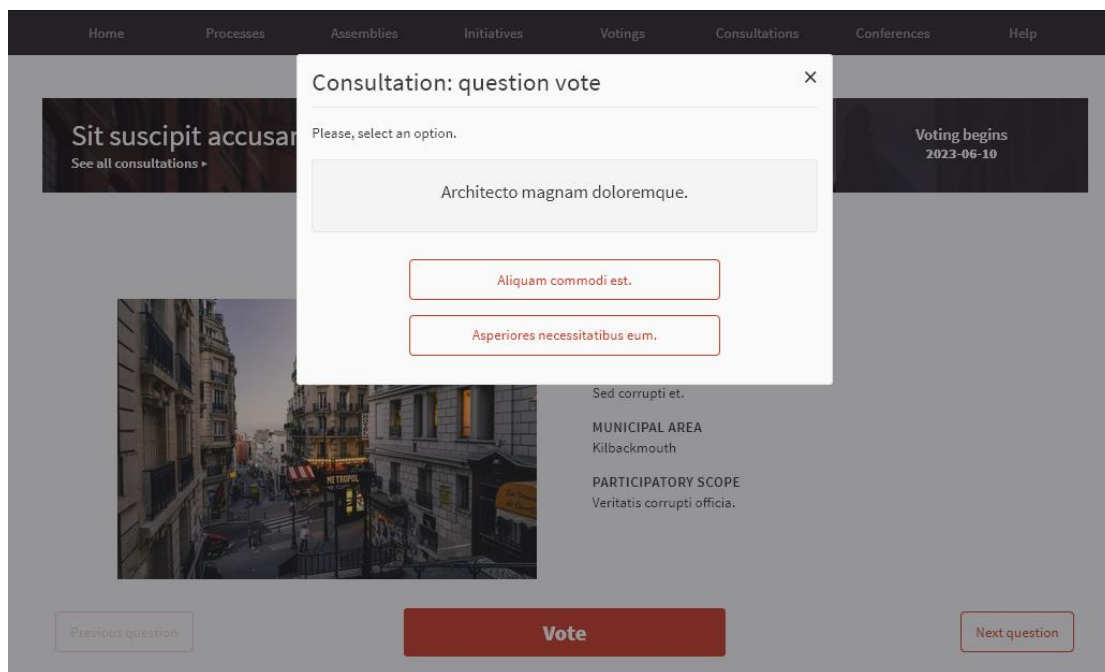 Home Processes Assemblies Initiatives Votings Consultations Conferences Help
Consultation: question vote ×
Sit suscipit accusar
See all consultations ▸
Please, select an option.
Voting begins
2023-06-10
Architecto magnam doloremque.
Aliquam commodi est.
Asperiores necessitatibus eum.
Sed corrupti et.
MUNICIPAL AREA
Kilbackmouth
PARTICIPATORY SCOPE
Veritatis corrupti officia.
HOTEL
METROPOL
Previous question Vote Next question